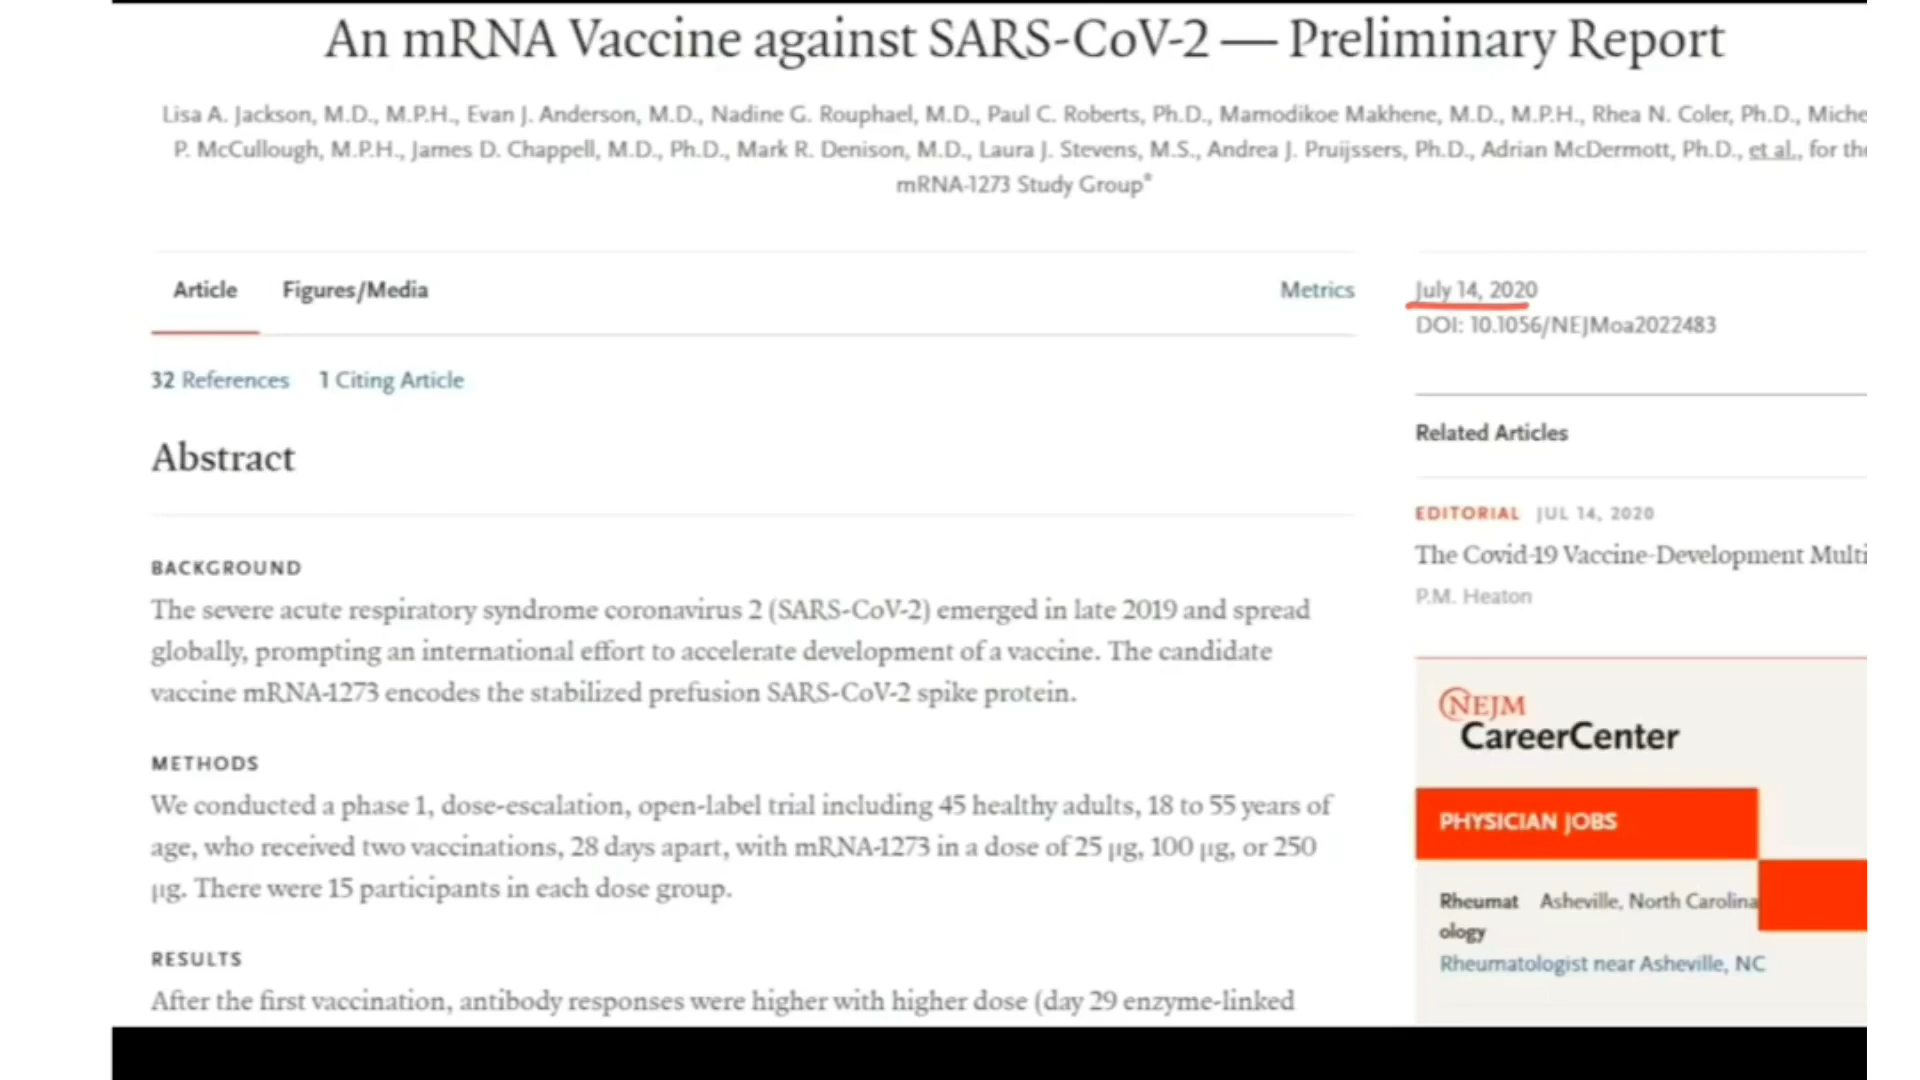 An mRNA Vaccine against SARS-CoV-2 — Preliminary Report
Lisa A. Jackson, M.D., M.P.H., Evan J. Anderson, M.D., Nadine G. Rouphael, M.D., Paul C. Roberts, Ph.D., Mamodikoe Makhene, M.D., M.P.H., Rhea N. Coler, Ph.D., Miche
P. McCullough, M.P.H., James D. Chappell, M.D., Ph.D., Mark R. Denison, M.D., Laura J. Stevens, M.S., Andrea J. Pruijssers, Ph.D., Adrian McDermott, Ph.D., et al., for the
mRNA-1273 Study Group*
Article Figures/Media Metrics
32 References 1 Citing Article
Abstract
BACKGROUND
The severe acute respiratory syndrome coronavirus 2 (SARS-CoV-2) emerged in late 2019 and spread
globally, prompting an international effort to accelerate development of a vaccine. The candidate
vaccine mRNA-1273 encodes the stabilized prefusion SARS-CoV-2 spike protein.
METHODS
We conducted a phase 1, dose-escalation, open-label trial including 45 healthy adults, 18 to 55 years of
age, who received two vaccinations, 28 days apart, with mRNA-1273 in a dose of 25 μg, 100 μg, or 250
μg. There were 15 participants in each dose group.
RESULTS
After the first vaccination, antibody responses were higher with higher dose (day 29 enzyme-linked
July 14, 2020
DOI: 10.1056/NEJMoa2022483
Related Articles
EDITORIAL JUL 14, 2020
The Covid-19 Vaccine-Development Multi
P.M. Heaton
NEJM
CareerCenter
PHYSICIAN JOBS
Rheumat Asheville, North Carolina
ology
Rheumatologist near Asheville, NC